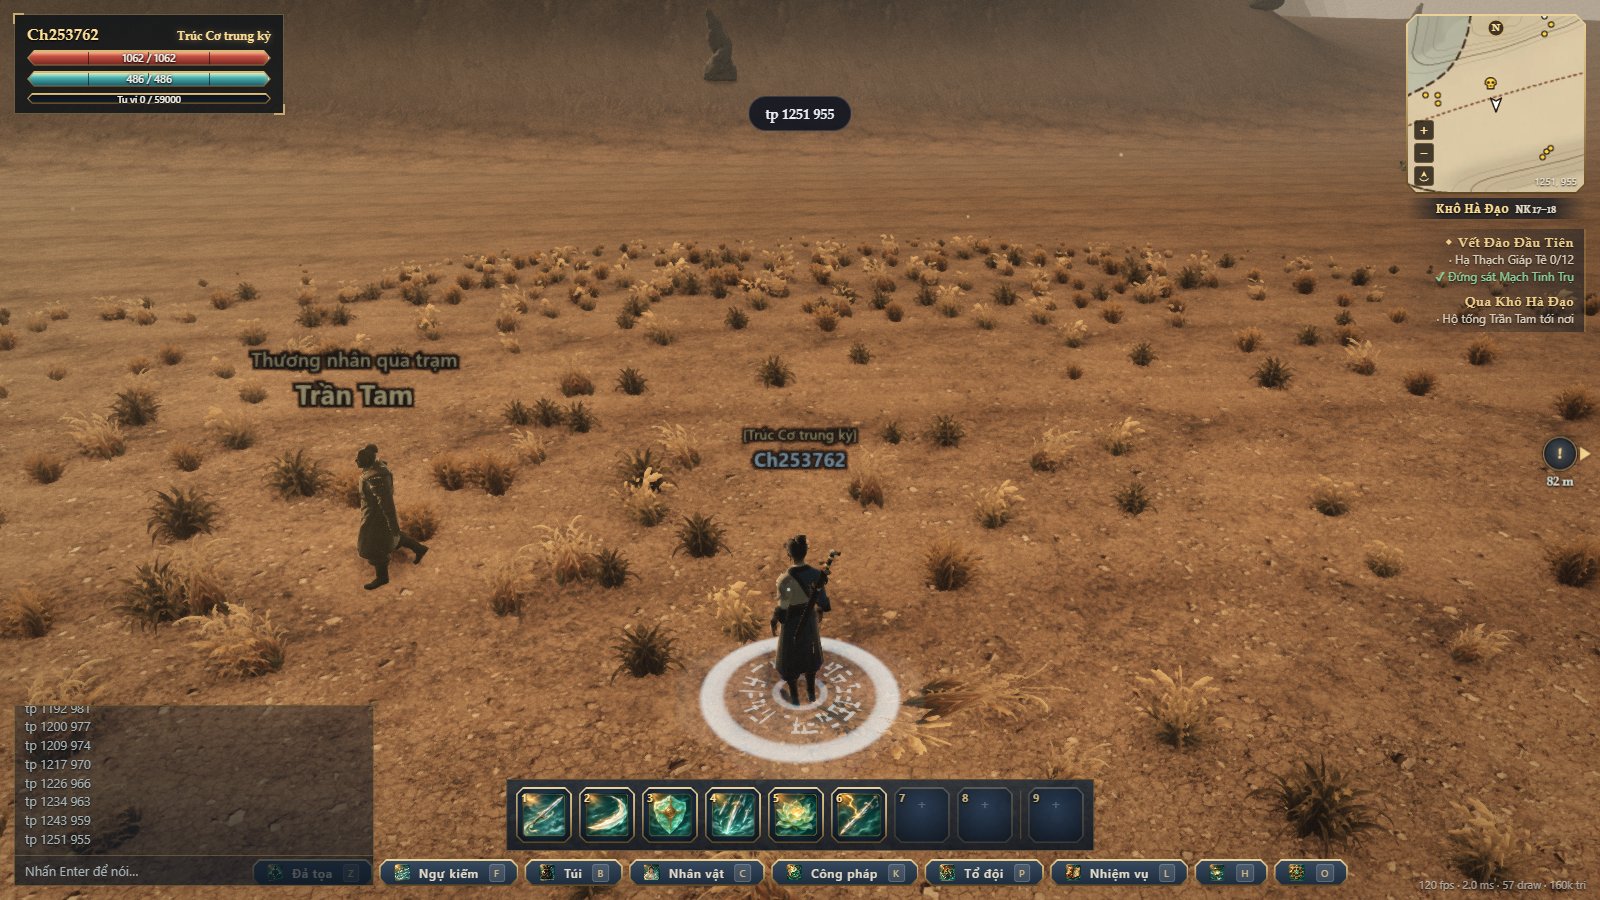 Ch253762
Trúc Cơ trung kỳ
1062 / 1062
486 / 486
Tu vi 0 / 59000
tp 1251 955
N
+
−
1251, 955
Khô Hà Đạo NK 17–18
Vết Đào Đầu Tiên
· Hạ Thạch Giáp Tê 0/12
✓ Đứng sát Mạch Tinh Trụ
Qua Khô Hà Đạo
· Hộ tống Trần Tam tới nơi
Thương nhân qua trạm
Trần Tam
[Trúc Cơ trung kỳ]
Ch253762
!
82 m
tp 1192 981
tp 1200 977
tp 1209 974
tp 1217 970
tp 1226 966
tp 1234 963
tp 1243 959
tp 1251 955
Nhấn Enter để nói...
1 2 3 4 5 6 7 + 8 + 9 +
Đả tọa Z
Ngự kiếm F
Túi B
Nhân vật C
Công pháp K
Tổ đội P
Nhiệm vụ L
H
O
120 fps · 2.0 ms · 57 draw · 160k tri